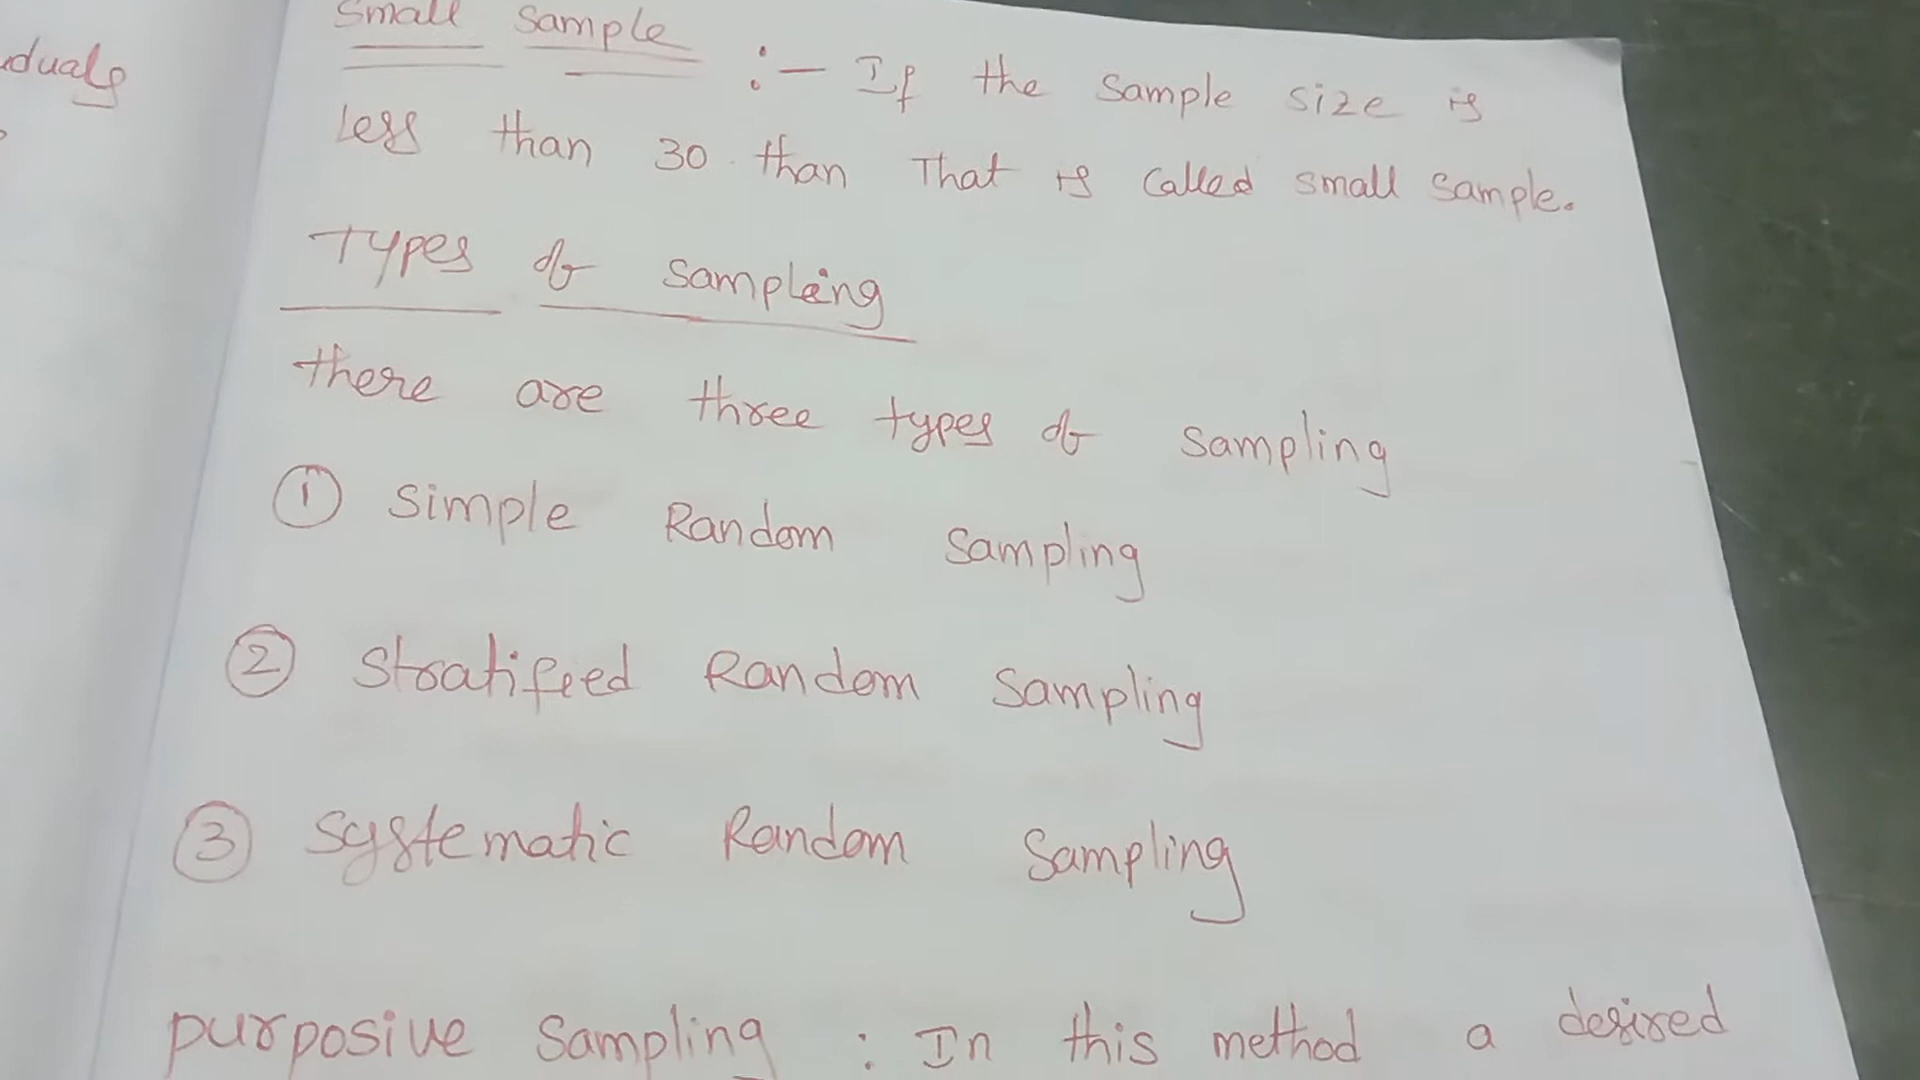 Small Sample :- If the Sample size is
Less than 30 than That is Called Small Sample.
Types of Sampling
there are three types of Sampling
① Simple Random Sampling
② Stratified Random Sampling
③ Systematic Random Sampling
purposive Sampling : In this method a desired